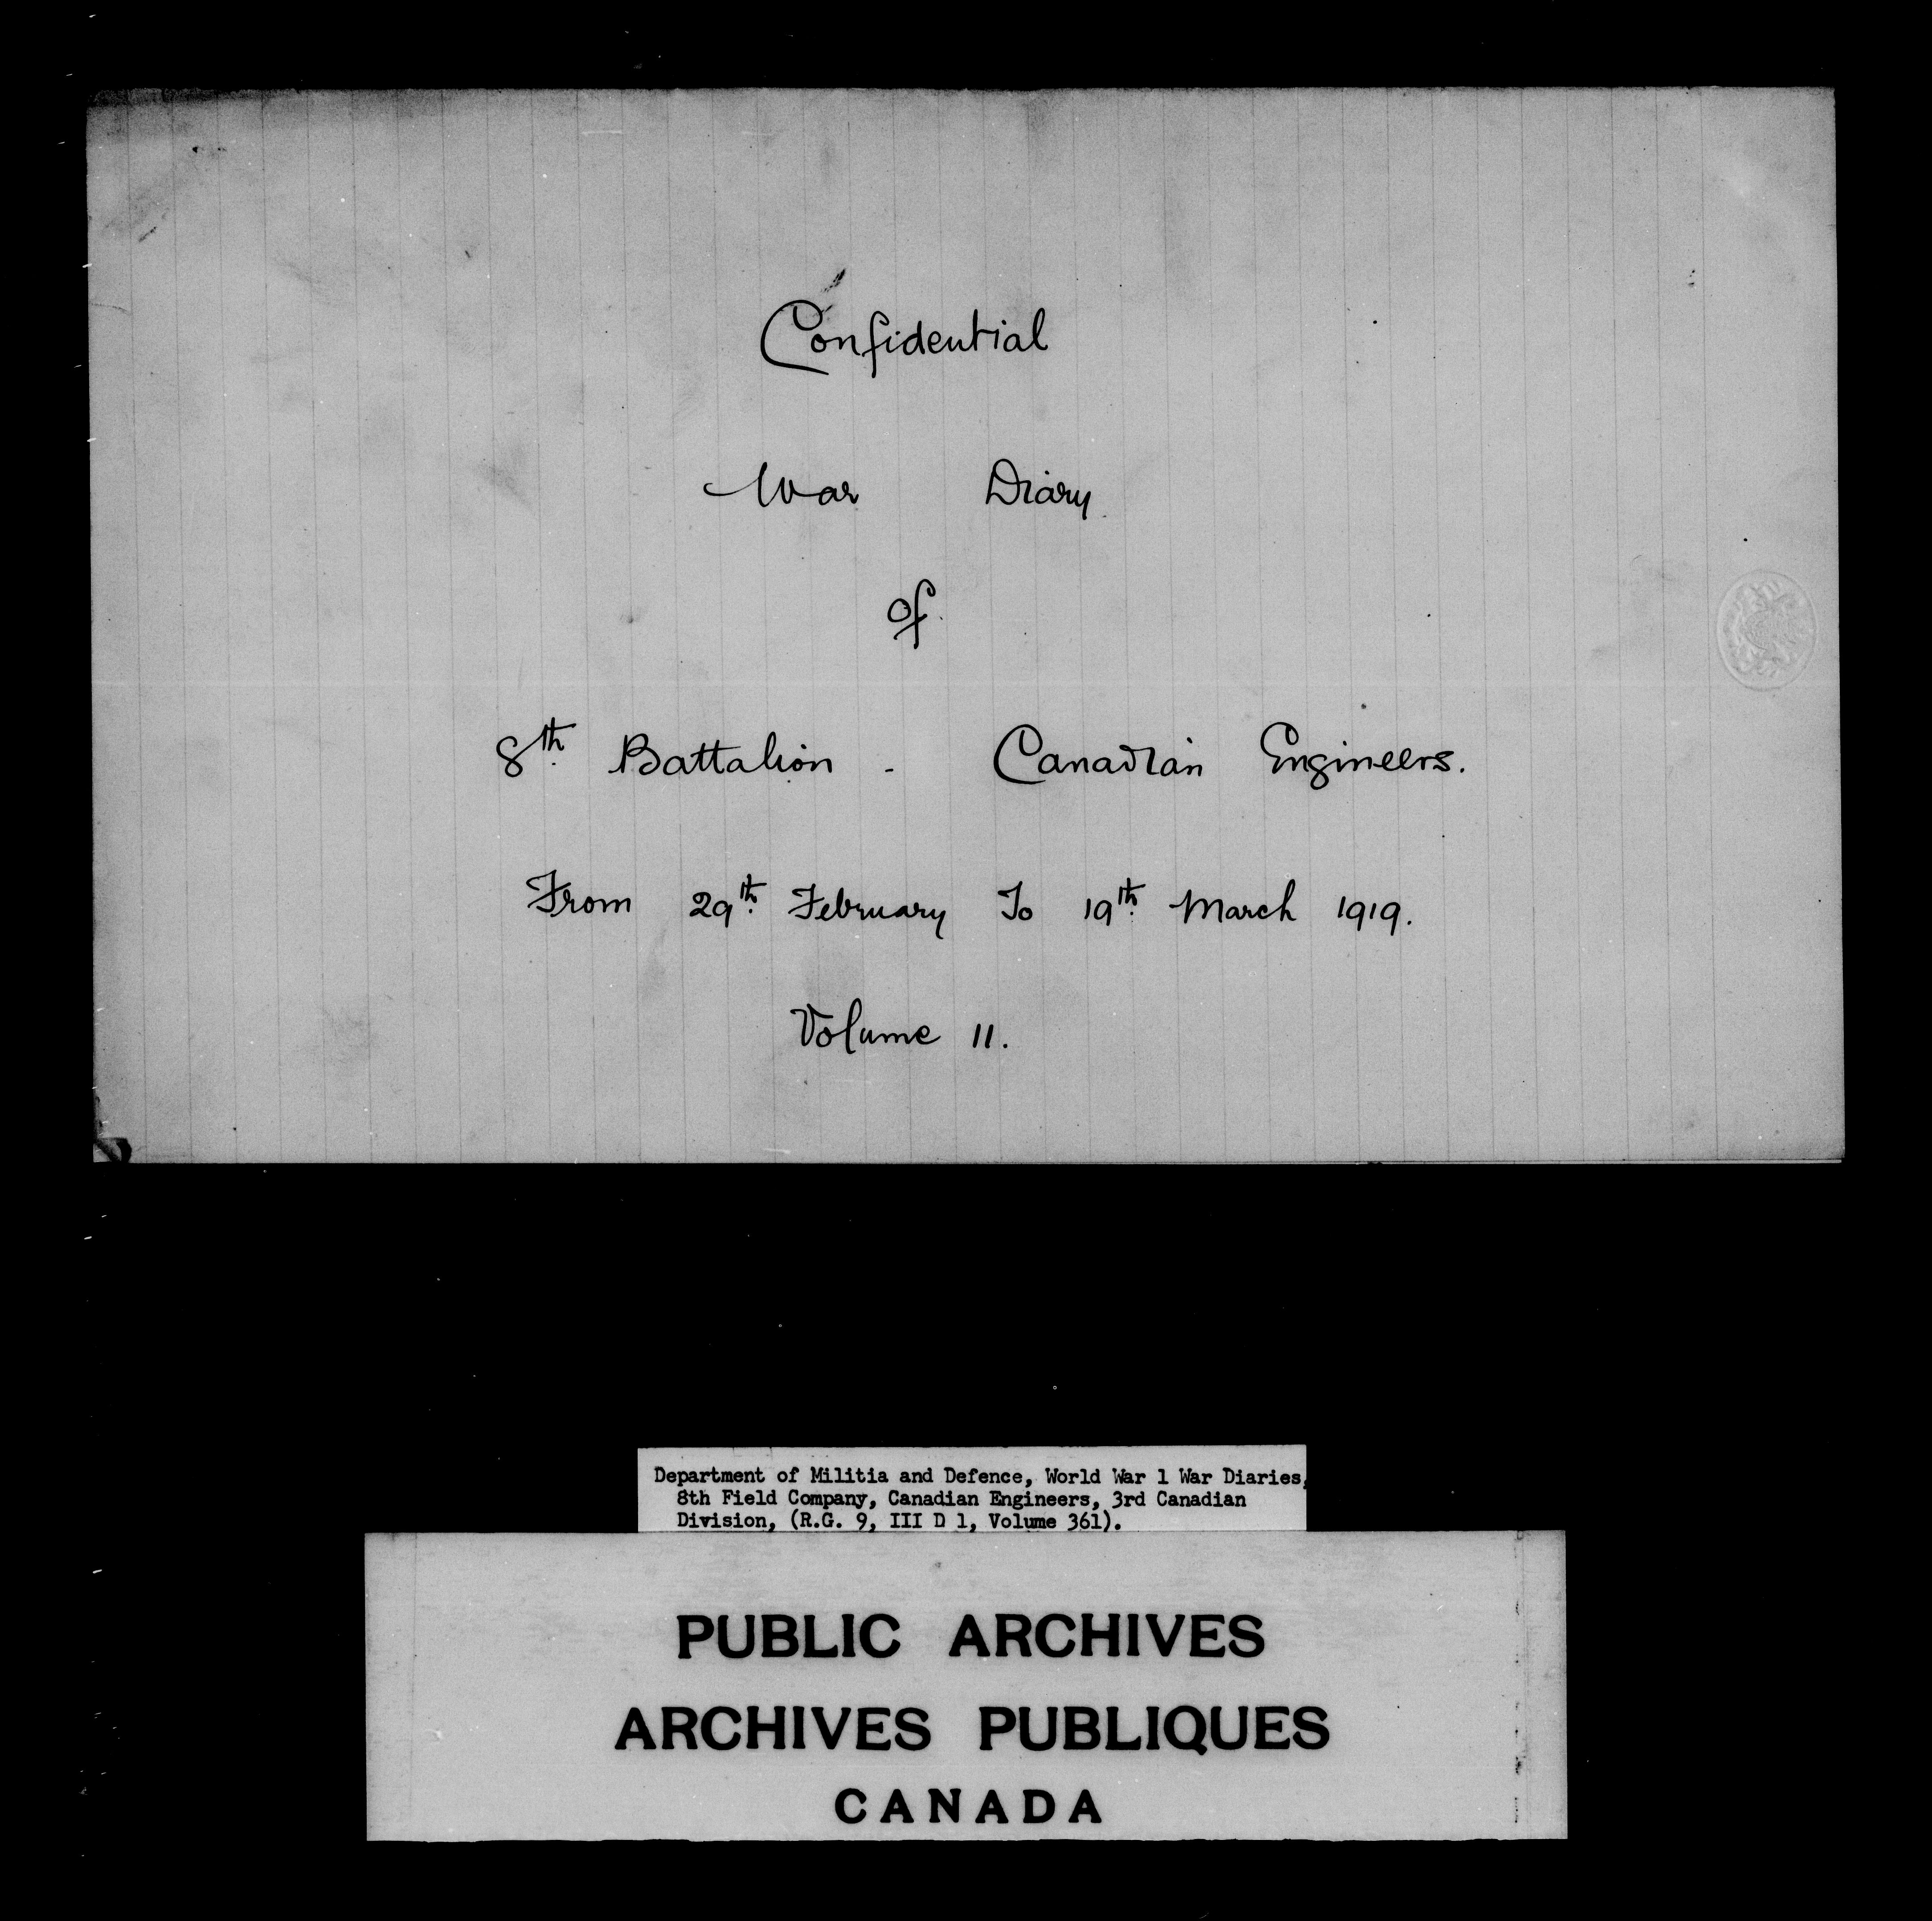 Confidential
War Diary
of
8th Battalion - Canadian Engineers.
From 29th February To 19th March 1919.
Volume 11.
Department of Militia and Defence, World War 1 War Diaries,
8th Field Company, Canadian Engineers, 3rd Canadian
Division, (R.G. 9, III D 1, Volume 361).
PUBLIC ARCHIVES
ARCHIVES PUBLIQUES
CANADA